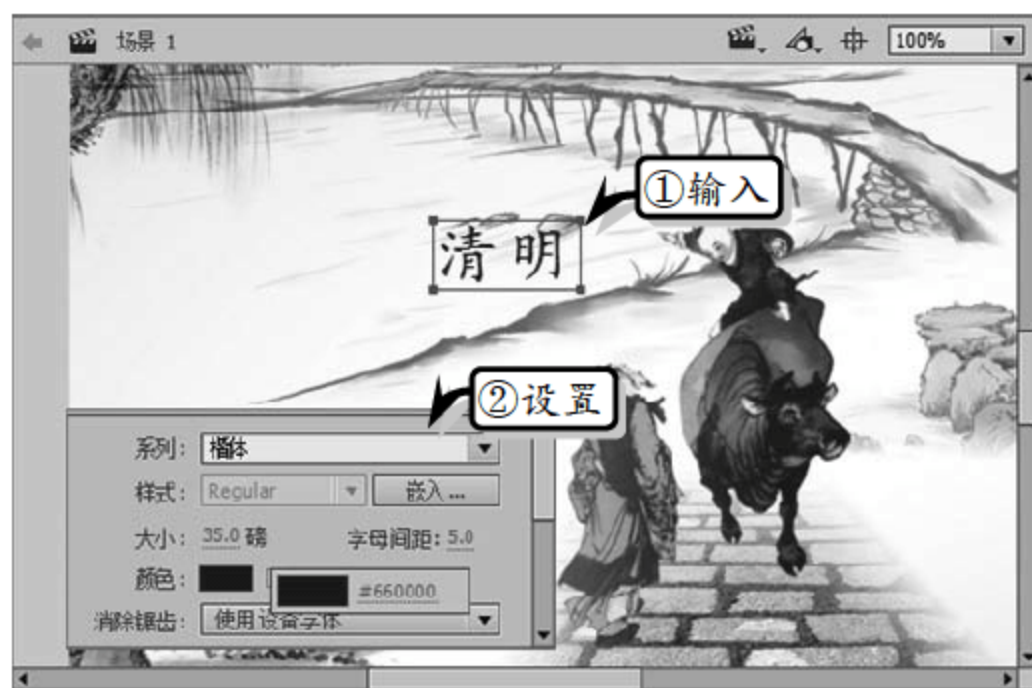 场景 1
100%
①输入
清 明
②设置
系列: 楷体
样式: Regular 嵌入...
大小: 35.0 磅 字母间距: 5.0
颜色: #660000
消除锯齿: 使用设备字体